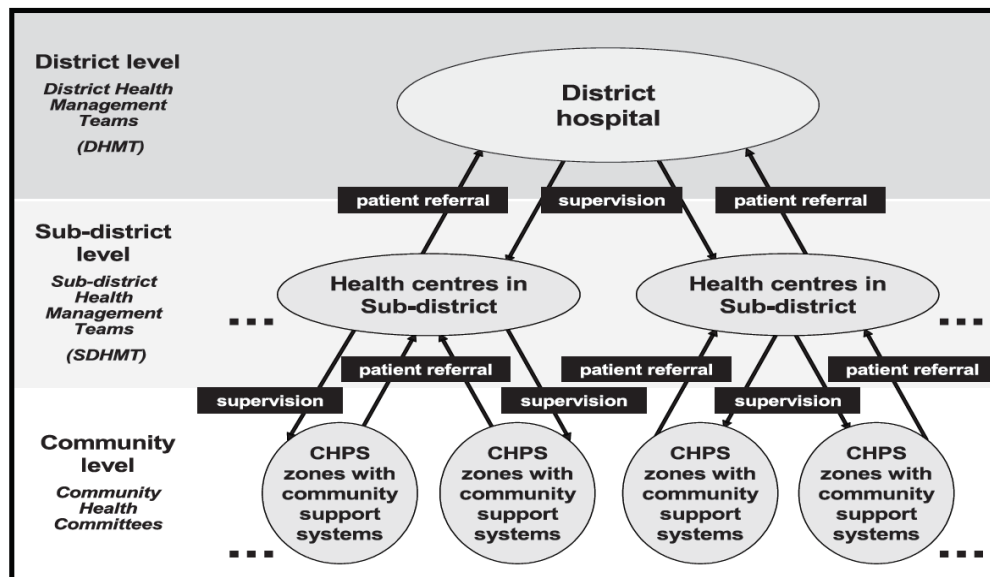 District level
District Health
Management
Teams
(DHMT)
District
hospital
patient referral
supervision
patient referral
Sub-district
level
Sub-district
Health
Management
Teams
(SDHMT)
Health centres in
Sub-district
Health centres in
Sub-district
patient referral
patient referral
patient referral
supervision
supervision
supervision
Community
level
Community
Health
Committees
CHPS
zones with
community
support
systems
CHPS
zones with
community
support
systems
CHPS
zones with
community
support
systems
CHPS
zones with
community
support
systems